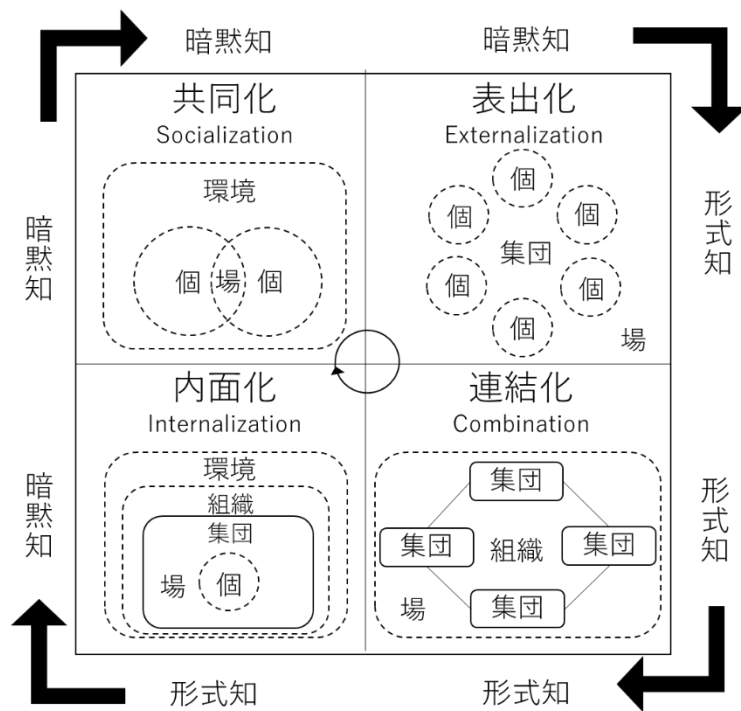 暗黙知
暗黙知
共同化
Socialization
環境
個
場
個
暗黙知
表出化
Externalization
個
個
個
集団
個
個
個
場
形式知
内面化
Internalization
環境
組織
集団
場
個
暗黙知
連結化
Combination
集団
集団
組織
集団
場
集団
形式知
形式知
形式知